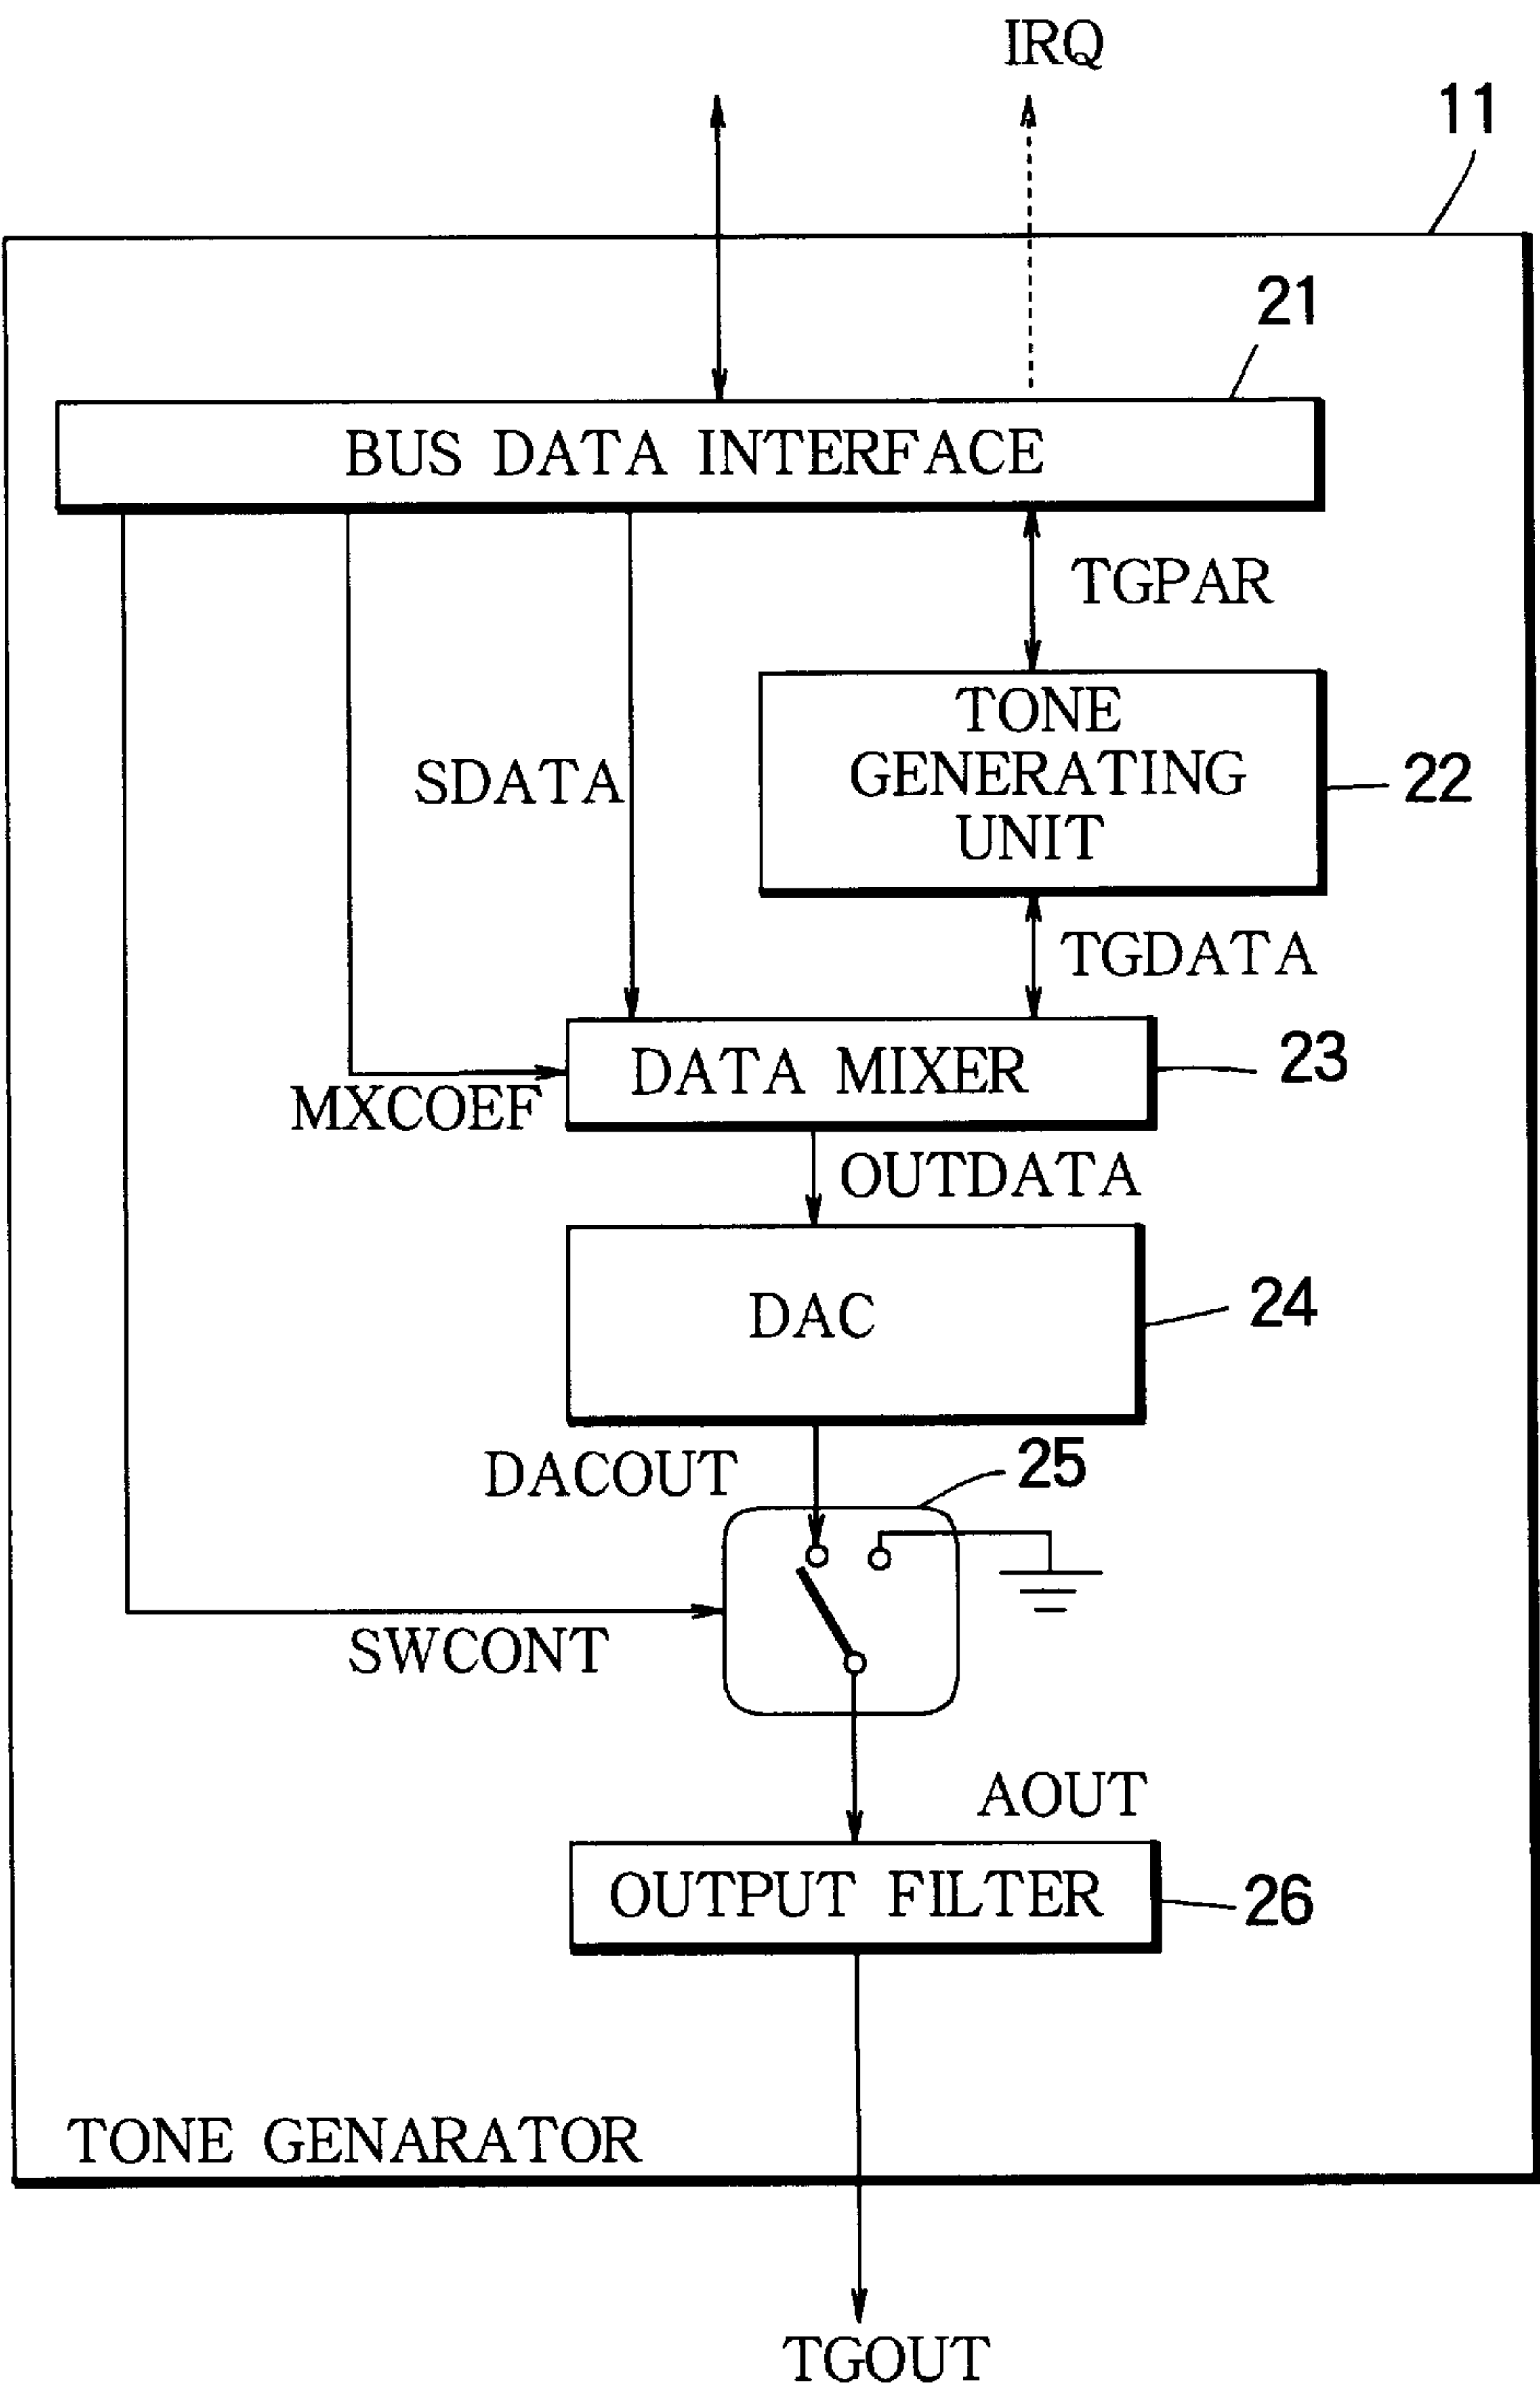 IRQ
11
21
BUS DATA INTERFACE
TGPAR
TONE
GENERATING
UNIT
22
SDATA
TGDATA
DATA MIXER
23
MXCOEF
OUTDATA
DAC
24
DACOUT
25
SWCONT
AOUT
OUTPUT FILTER
26
TONE GENARATOR
TGOUT